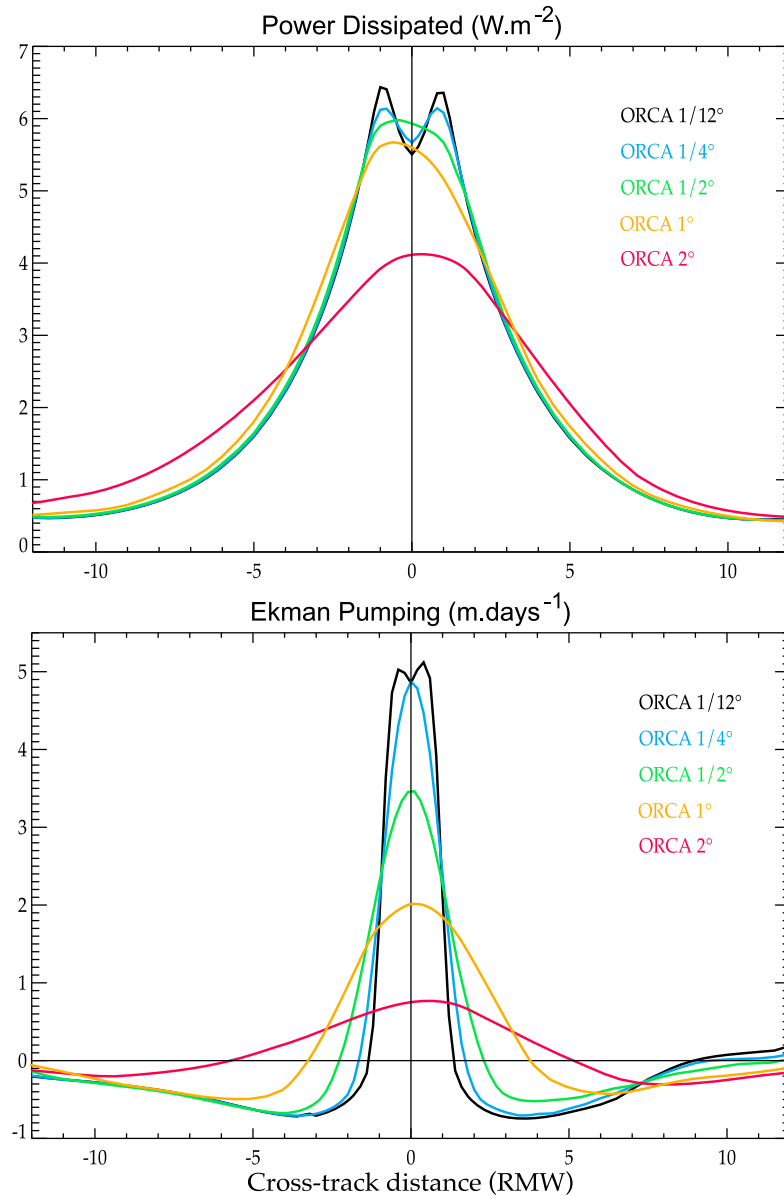 Power Dissipated (W.m-2)
7
6
5
4
3
2
1
0
ORCA 1/12°
ORCA 1/4°
ORCA 1/2°
ORCA 1°
ORCA 2°
-10 -5 0 5 10
Ekman Pumping (m.days-1)
5
4
3
2
1
0
-1
ORCA 1/12°
ORCA 1/4°
ORCA 1/2°
ORCA 1°
ORCA 2°
-10 -5 0 5 10
Cross-track distance (RMW)